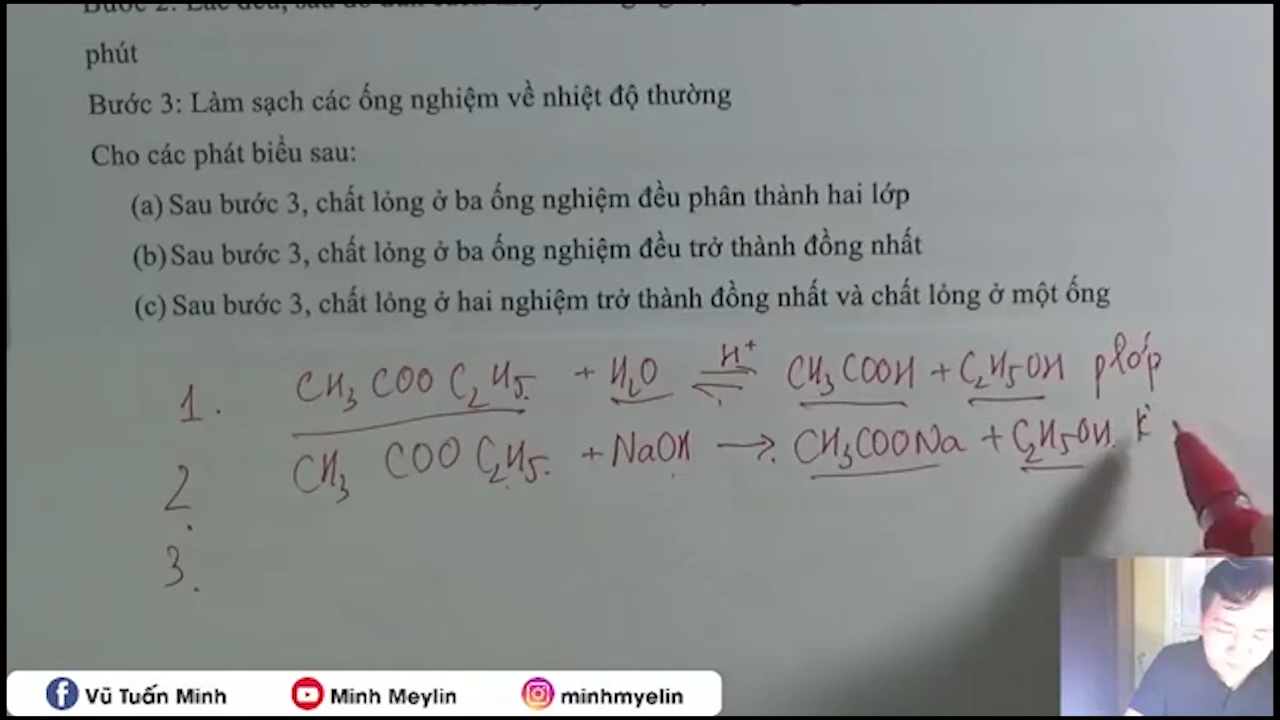 phút
Bước 3: Làm sạch các ống nghiệm về nhiệt độ thường
Cho các phát biểu sau:
(a) Sau bước 3, chất lỏng ở ba ống nghiệm đều phân thành hai lớp
(b) Sau bước 3, chất lỏng ở ba ống nghiệm đều trở thành đồng nhất
(c) Sau bước 3, chất lỏng ở hai nghiệm trở thành đồng nhất và chất lỏng ở một ống
1. CH3COOC2H5 + H2O ⇌ H+ CH3COOH + C2H5OH plớp
2. CH3COOC2H5 + NaOH → CH3COONa + C2H5OH k
3.
Vũ Tuấn Minh Minh Meylin minhmyelin